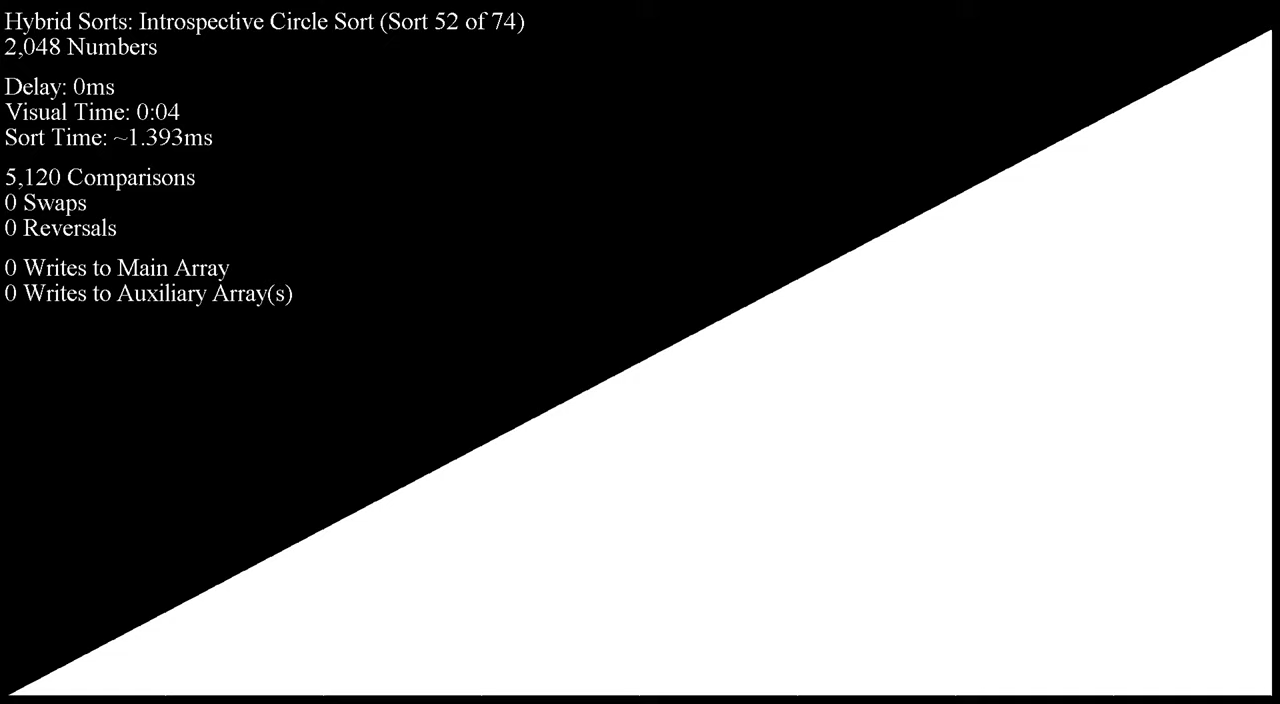 Hybrid Sorts: Introspective Circle Sort (Sort 52 of 74)
2,048 Numbers
Delay: 0ms
Visual Time: 0:04
Sort Time: ~1.393ms
5,120 Comparisons
0 Swaps
0 Reversals
0 Writes to Main Array
0 Writes to Auxiliary Array(s)